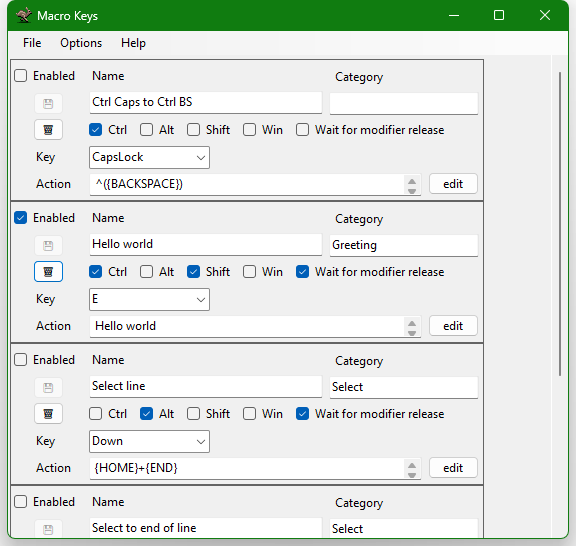 Macro Keys
File Options Help
Enabled Name Category
Ctrl Caps to Ctrl BS
Ctrl Alt Shift Win Wait for modifier release
Key CapsLock
Action ^({BACKSPACE}) edit
Enabled Name Category
Hello world Greeting
Ctrl Alt Shift Win Wait for modifier release
Key E
Action Hello world edit
Enabled Name Category
Select line Select
Ctrl Alt Shift Win Wait for modifier release
Key Down
Action {HOME}+{END} edit
Enabled Name Category
Select to end of line Select